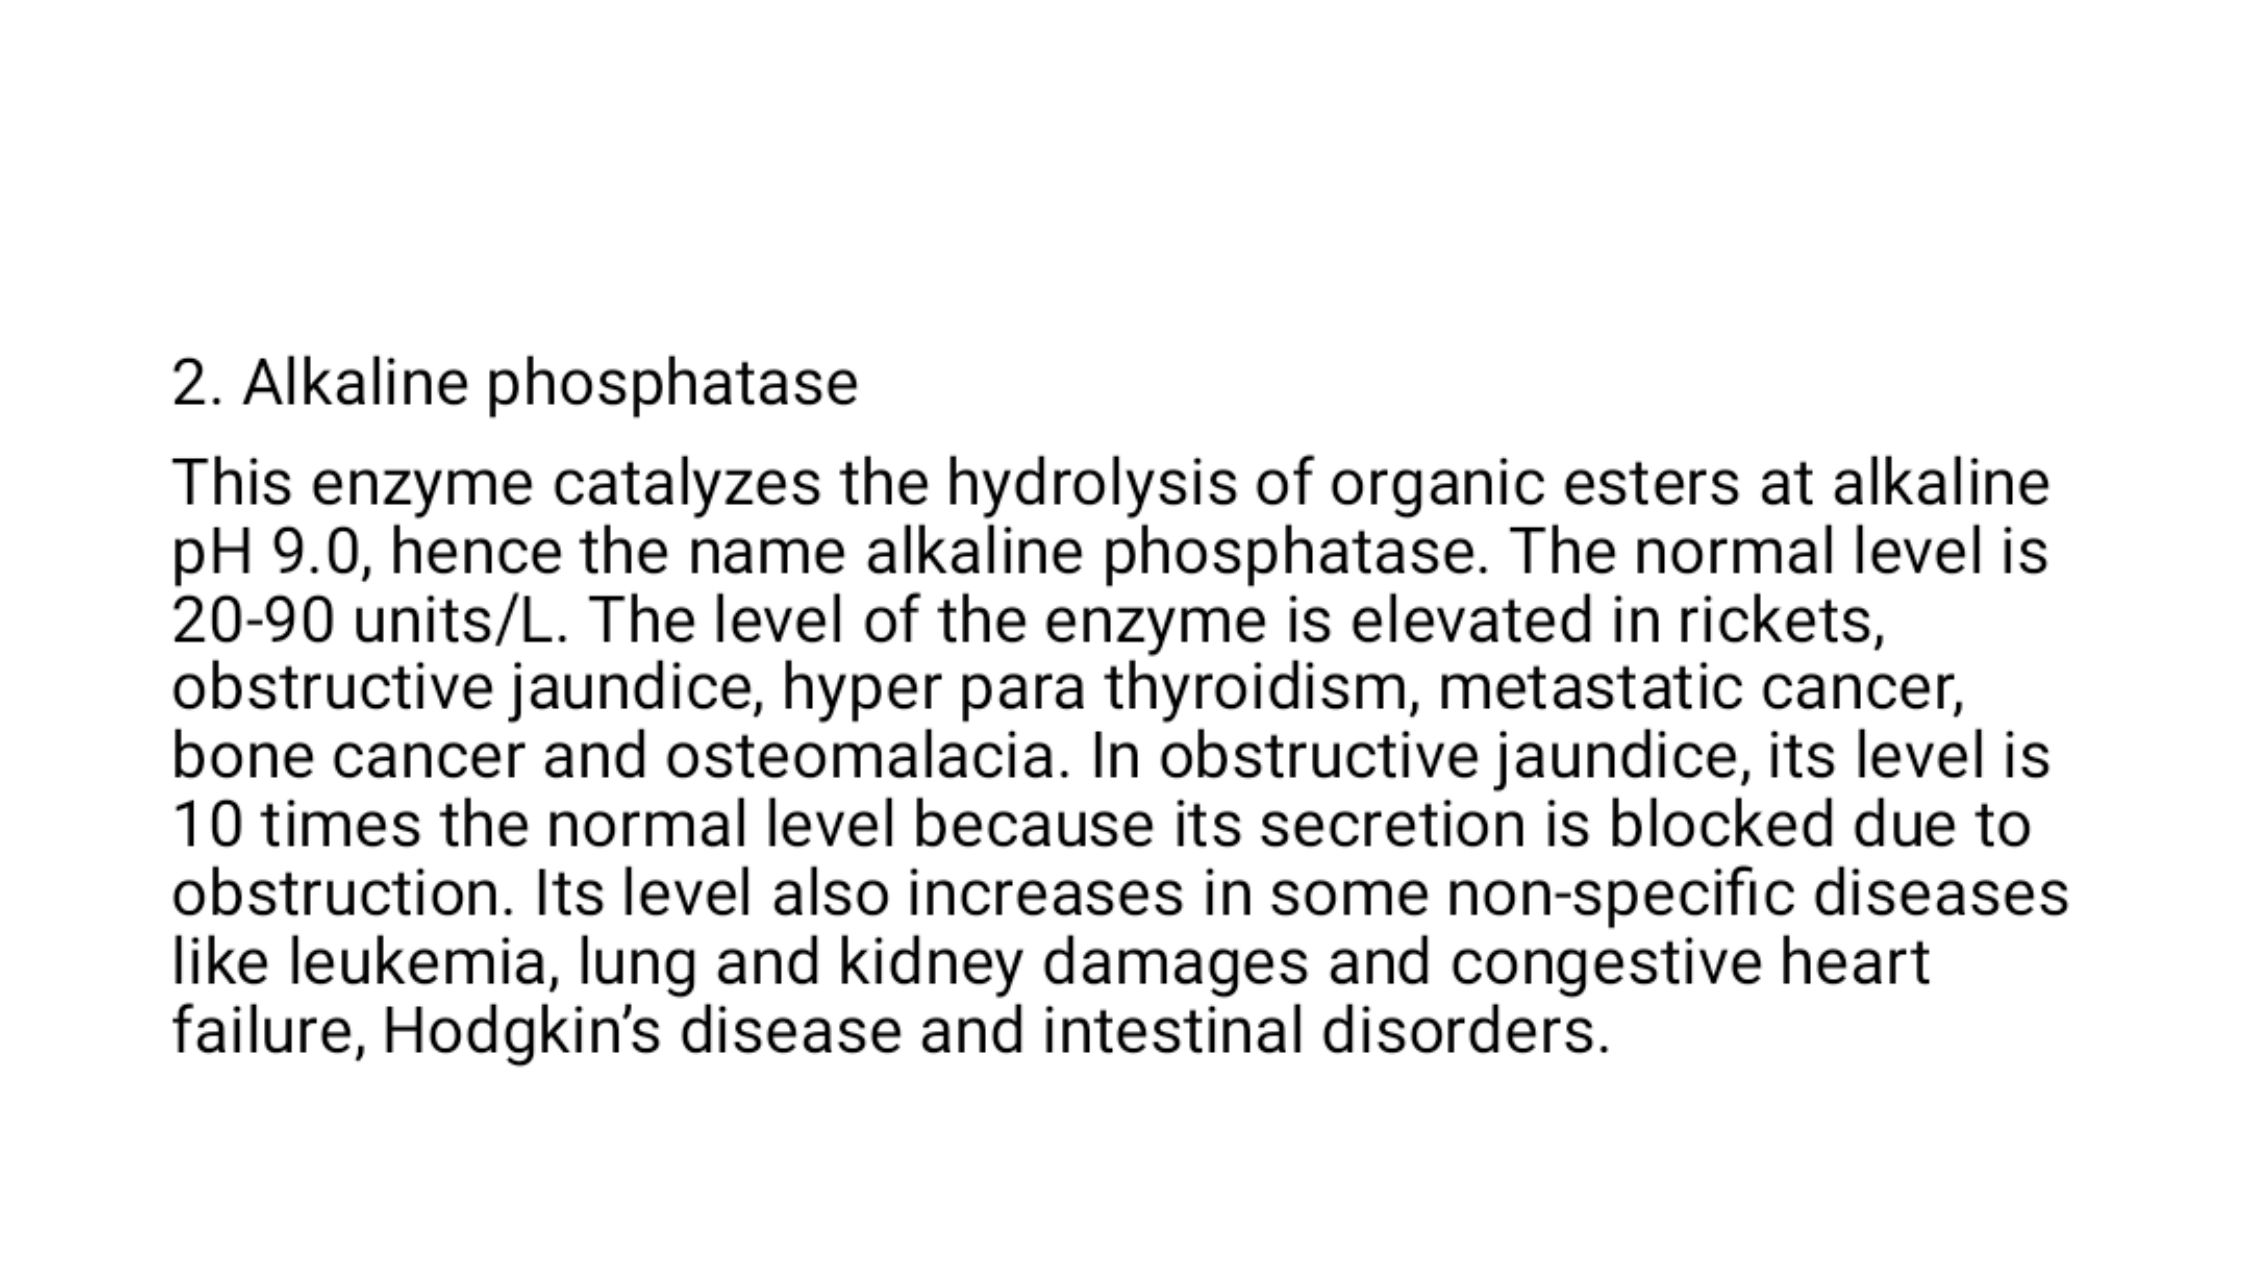 2. Alkaline phosphatase
This enzyme catalyzes the hydrolysis of organic esters at alkaline
pH 9.0, hence the name alkaline phosphatase. The normal level is
20-90 units/L. The level of the enzyme is elevated in rickets,
obstructive jaundice, hyper para thyroidism, metastatic cancer,
bone cancer and osteomalacia. In obstructive jaundice, its level is
10 times the normal level because its secretion is blocked due to
obstruction. Its level also increases in some non-specific diseases
like leukemia, lung and kidney damages and congestive heart
failure, Hodgkin’s disease and intestinal disorders.